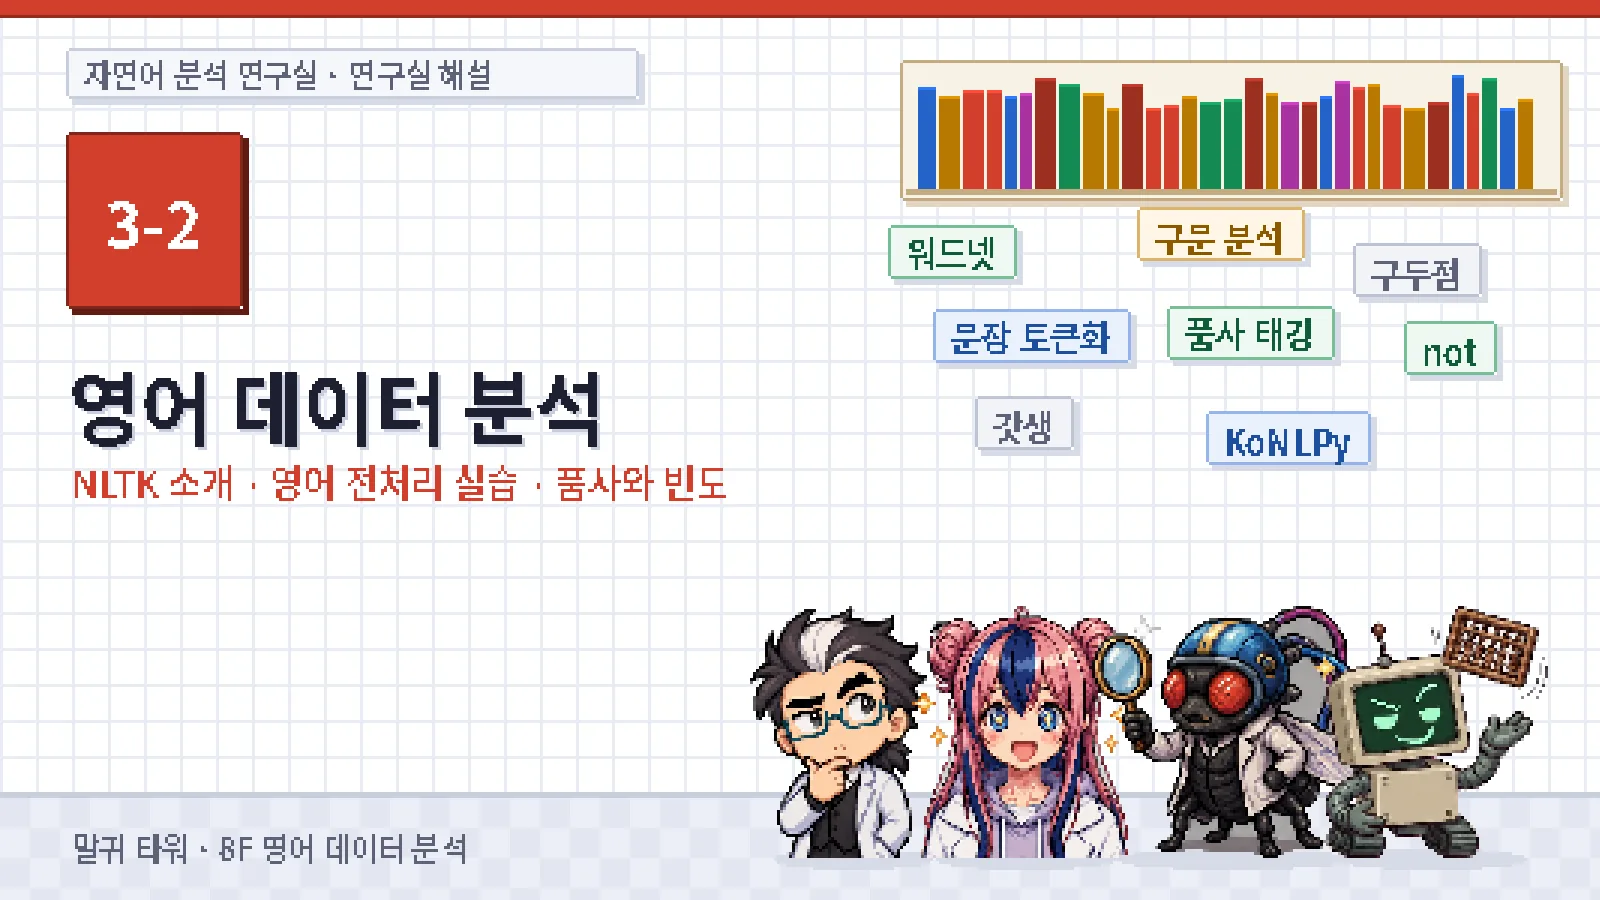 자연어 분석 연구실 · 연구실 해설
3-2
영어 데이터 분석
NLTK 소개 · 영어 전처리 실습 · 품사와 빈도
워드넷
구문 분석
구두점
문장 토큰화
품사 태깅
not
갓생
KoNLPy
말귀 타워 · 8F 영어 데이터 분석